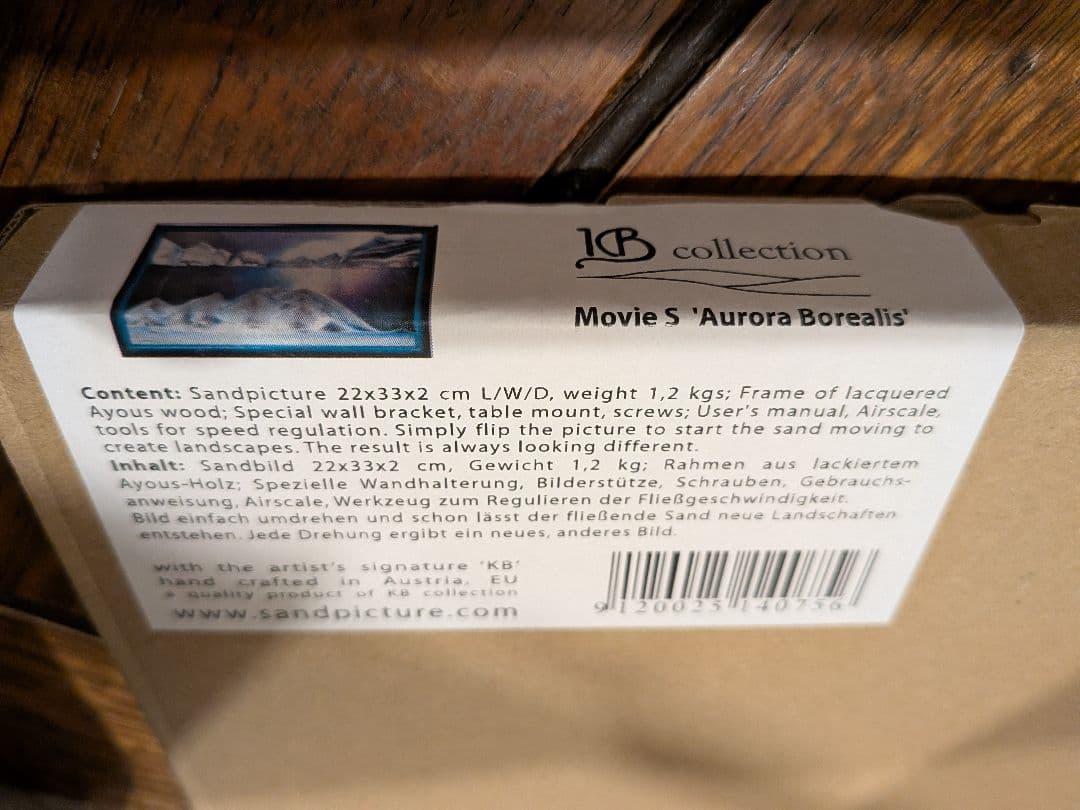 KB collection
Movie S 'Aurora Borealis'
Content: Sandpicture 22x33x2 cm L/W/D, weight 1,2 kgs; Frame of lacquered
Ayous wood; Special wall bracket, table mount, screws; User's manual, Airscale,
tools for speed regulation. Simply flip the picture to start the sand moving to
create landscapes. The result is always looking different.
Inhalt: Sandbild 22x33x2 cm, Gewicht 1,2 kg; Rahmen aus lackiertem
Ayous-Holz; Spezielle Wandhalterung, Bilderstütze, Schrauben, Gebrauchs-
anweisung, Airscale, Werkzeug zum Regulieren der Fließgeschwindigkeit.
Bild einfach umdrehen und schon lässt der fließende Sand neue Landschaften
entstehen. Jede Drehung ergibt ein neues, anderes Bild.
with the artist's signature 'KB'
hand crafted in Austria, EU
a quality product of KB collection
www.sandpicture.com
9 120025 140756